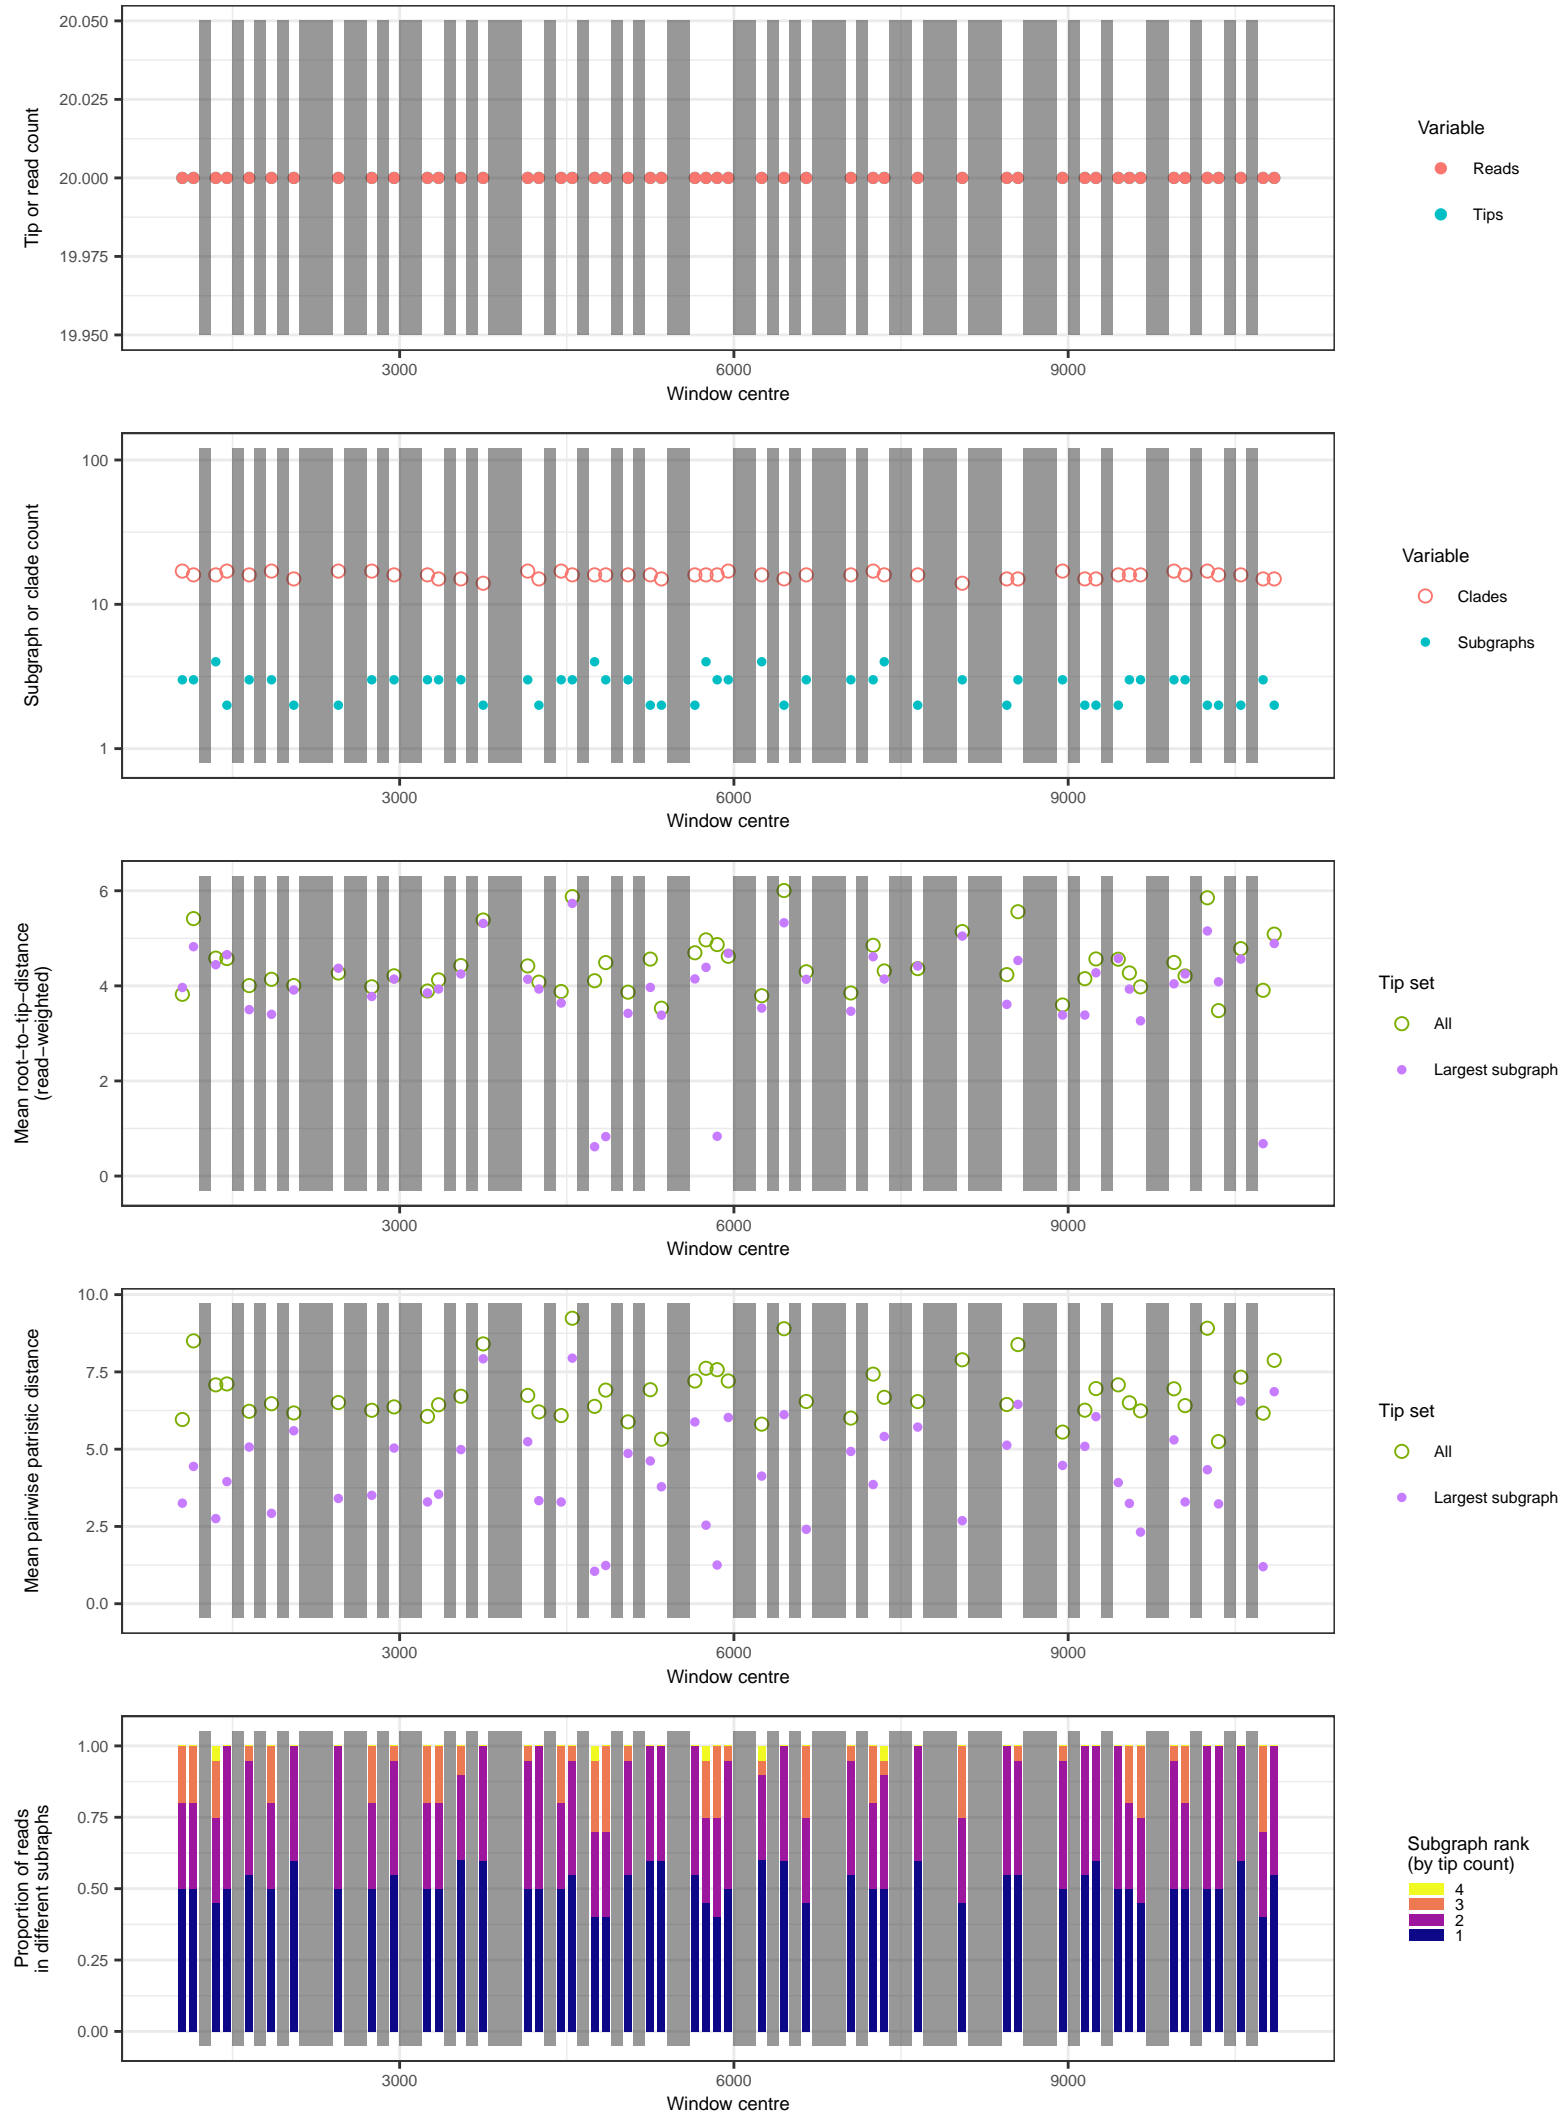 20.050
20.025
20.000
19.975
19.950
Tip or read count
3000 6000 9000
Window centre
Variable
Reads
Tips
100
10
1
Subgraph or clade count
3000 6000 9000
Window centre
Variable
Clades
Subgraphs
6
4
2
0
Mean root−to−tip−distance
(read−weighted)
3000 6000 9000
Window centre
Tip set
All
Largest subgraph
10.0
7.5
5.0
2.5
0.0
Mean pairwise patristic distance
3000 6000 9000
Window centre
Tip set
All
Largest subgraph
1.00
0.75
0.50
0.25
0.00
Proportion of reads
in different subraphs
3000 6000 9000
Window centre
Subgraph rank
(by tip count)
4
3
2
1